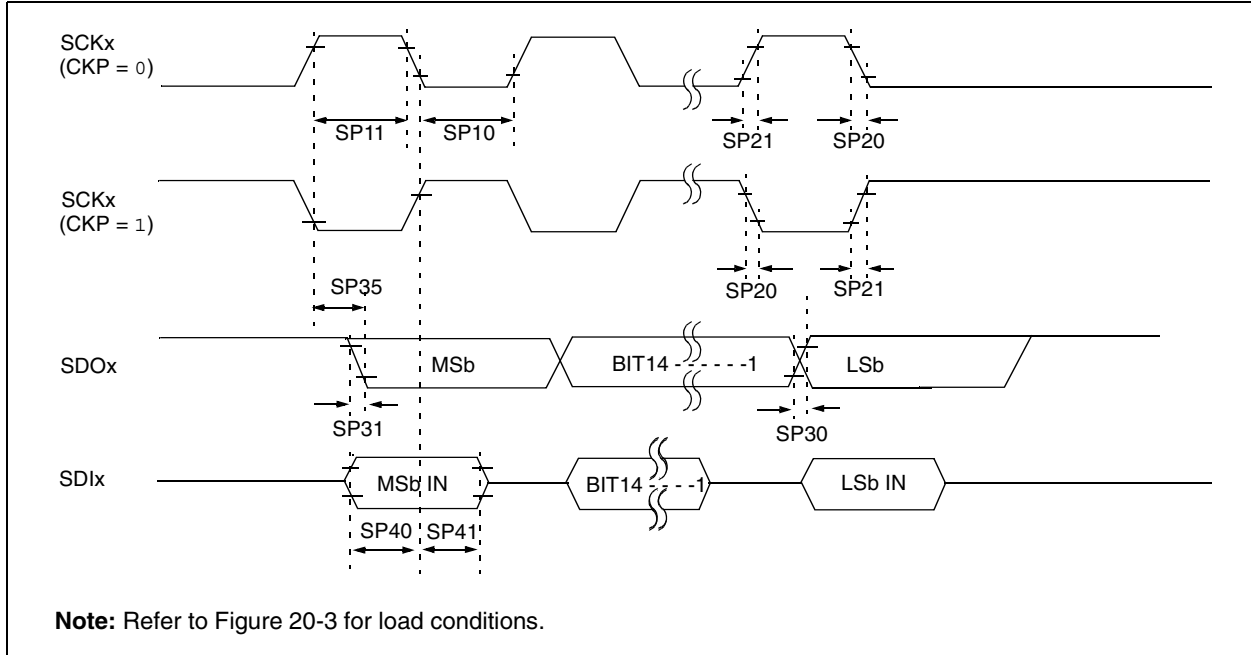 SCKx
(CKP = 0)
SP11
SP10
SP21
SP20
SCKx
(CKP = 1)
SP35
SP20
SP21
SDOx
MSb
BIT14 - - - - - -1
LSb
SP31
SP30
SDIx
MSb IN
BIT14 - - - - -1
LSb IN
SP40
SP41
Note: Refer to Figure 20-3 for load conditions.